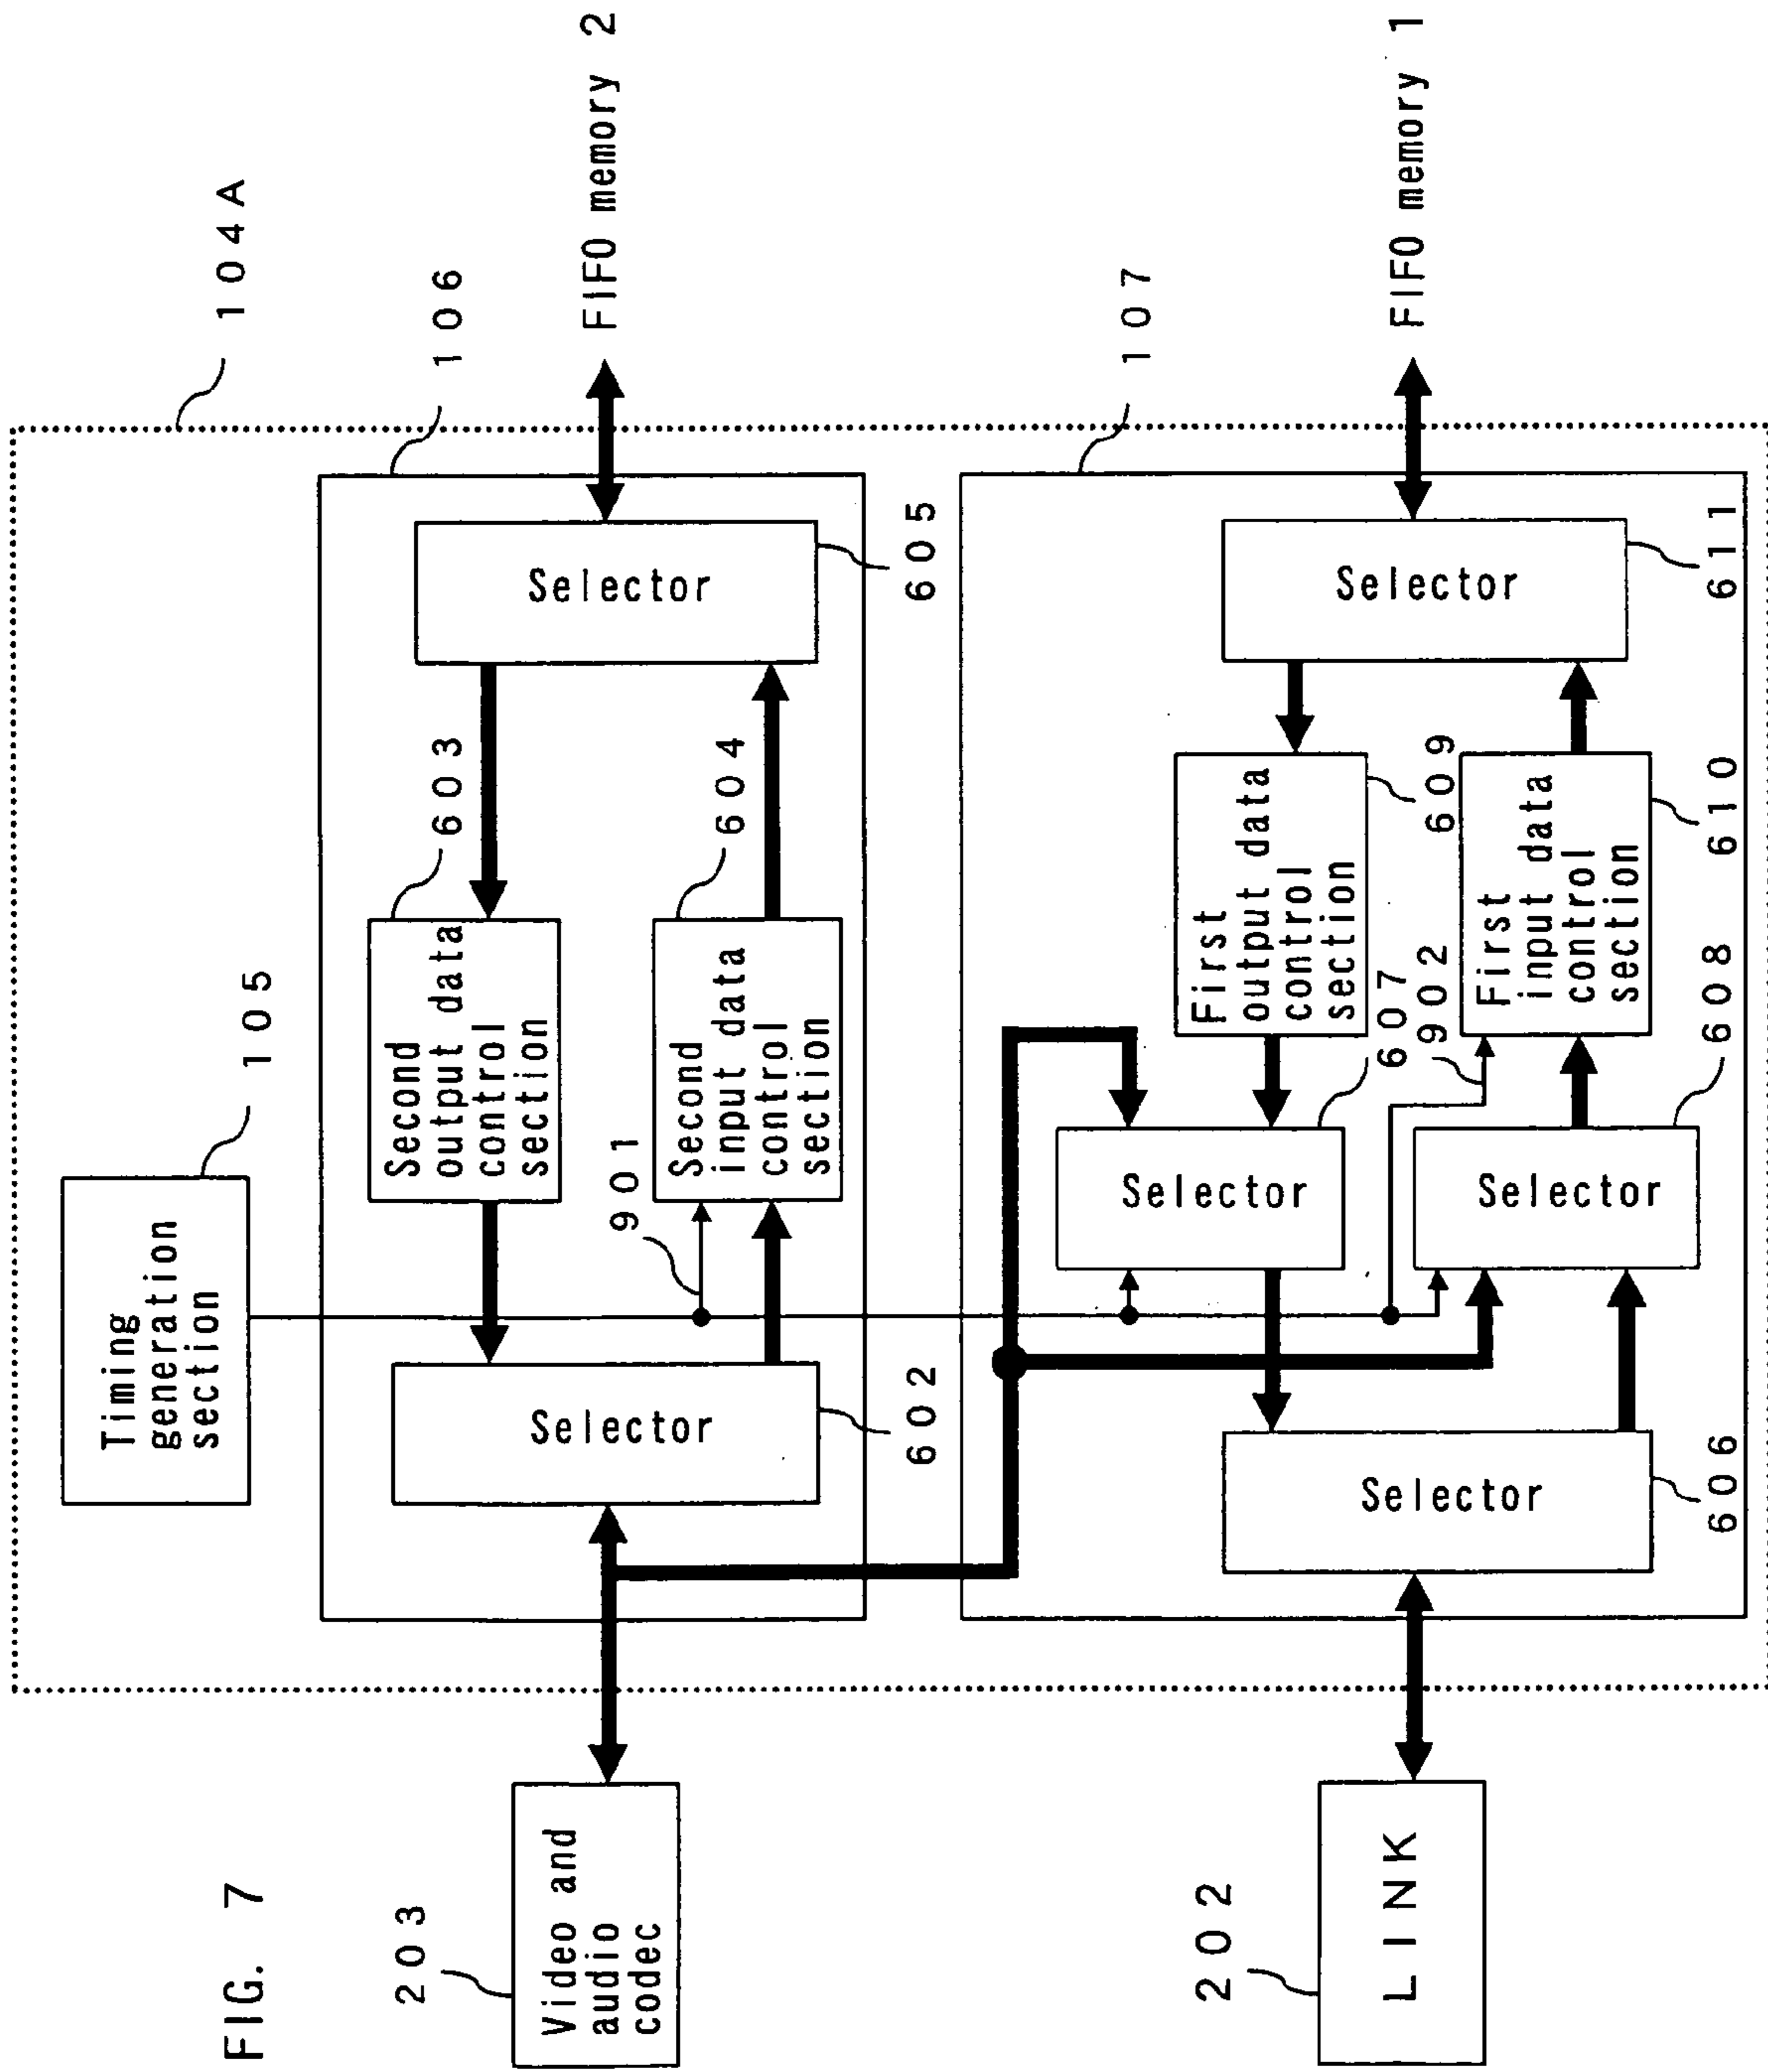 FIG. 7
104A
105
Timing
generation
section
106
203
Video and
audio
codec
Selector
602
Second
output data
control
section
603
901
Second
input data
control
section
604
Selector
605
FIFO memory 2
107
202
LINK
Selector
606
Selector
607
Selector
608
902
First
output data
control
section
609
First
input data
control
section
610
Selector
611
FIFO memory 1